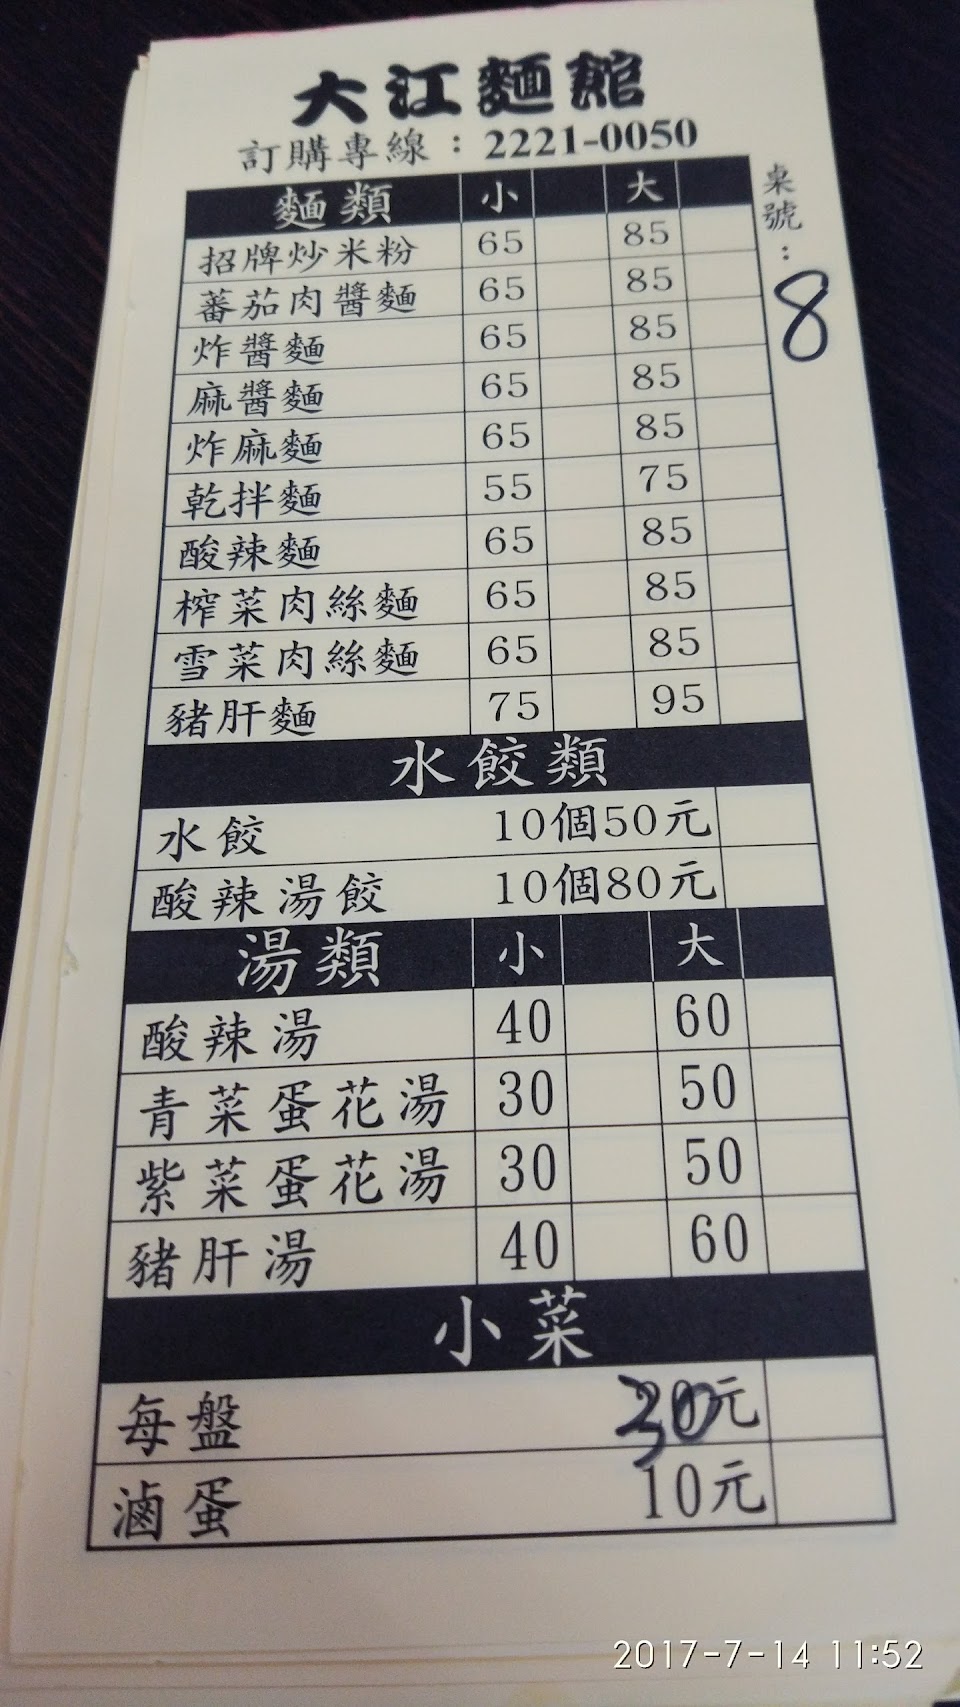 大江麵館
訂購專線：2221-0050
桌號：8
麵類 小 大
招牌炒米粉 65 85
蕃茄肉醬麵 65 85
炸醬麵 65 85
麻醬麵 65 85
炸麻麵 65 85
乾拌麵 55 75
酸辣麵 65 85
榨菜肉絲麵 65 85
雪菜肉絲麵 65 85
豬肝麵 75 95
水餃類
水餃 10個50元
酸辣湯餃 10個80元
湯類 小 大
酸辣湯 40 60
青菜蛋花湯 30 50
紫菜蛋花湯 30 50
豬肝湯 40 60
小菜
每盤 30元
滷蛋 10元
2017-7-14 11:52